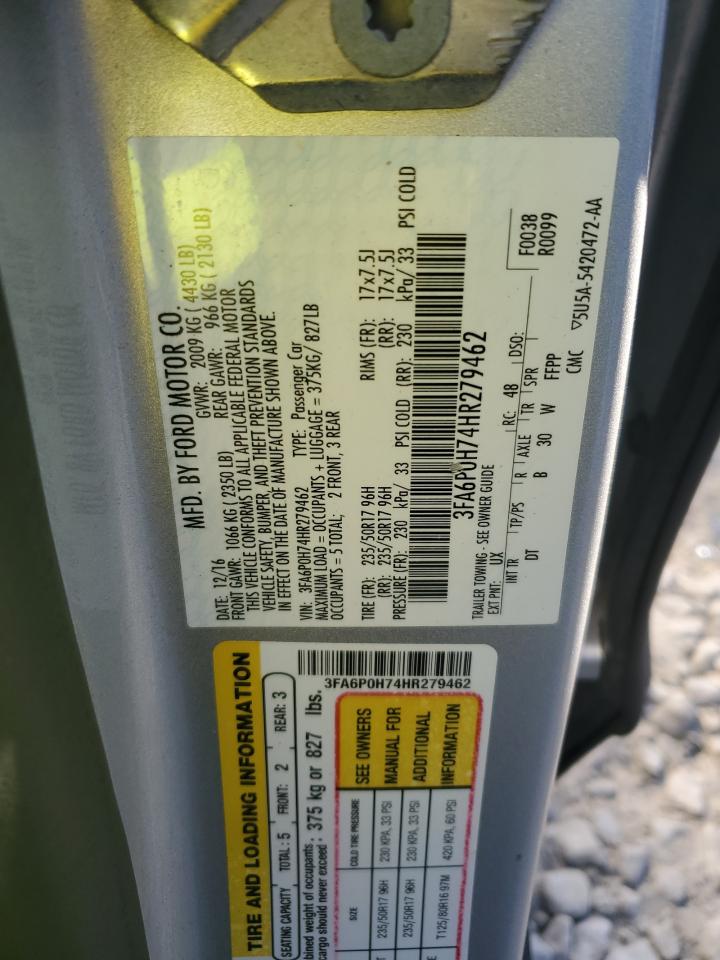 MFD. BY FORD MOTOR CO.
DATE: 12/16 GVWR: 2009 KG ( 4430 LB)
FRONT GAWR: 1066 KG (2350 LB) REAR GAWR: 966 KG ( 2130 LB)
THIS VEHICLE CONFORMS TO ALL APPLICABLE FEDERAL MOTOR
VEHICLE SAFETY, BUMPER, AND THEFT PREVENTION STANDARDS
IN EFFECT ON THE DATE OF MANUFACTURE SHOWN ABOVE.
VIN: 3FA6P0H74HR279462 TYPE: Passenger Car
MAXIMUM LOAD = OCCUPANTS + LUGGAGE = 375KG/ 827LB
OCCUPANTS = 5 TOTAL; 2 FRONT, 3 REAR
TIRE (FR): 235/50R17 96H RIMS (FR): 17x7.5J
(RR): 235/50R17 96H (RR): 17x7.5J
PRESSURE (FR): 230 kPa/ 33 PSI COLD (RR): 230 kPa/ 33 PSI COLD
3FA6P0H74HR279462
TRAILER TOWING - SEE OWNER GUIDE
EXT PNT: UX RC: 48 DSO: F0038
R0099
INT TR TP/PS R AXLE TR SPR
DT B 30 W FFPP
CMC
▽5U5A-5420472-AA
TIRE AND LOADING INFORMATION
SEATING CAPACITY TOTAL: 5 FRONT: 2 REAR: 3
bined weight of occupants
cargo should never exceed: 375 kg or 827 lbs.
3FA6P0H74HR279462
SIZE COLD TIRE PRESSURE
235/50R17 96H 230 KPA, 33 PSI
235/50R17 96H 230 KPA, 33 PSI
T125/80R16 97M 420 KPA, 60 PSI
SEE OWNERS
MANUAL FOR
ADDITIONAL
INFORMATION